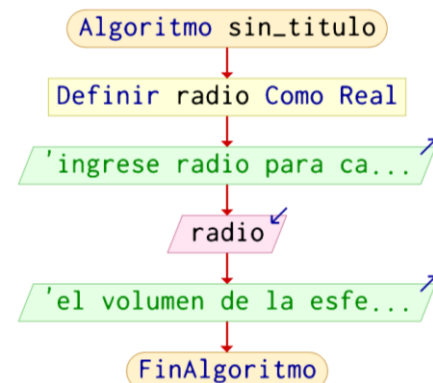 Algoritmo sin_titulo
Definir radio Como Real
'ingrese radio para ca...
radio
'el volumen de la esfe...
FinAlgoritmo